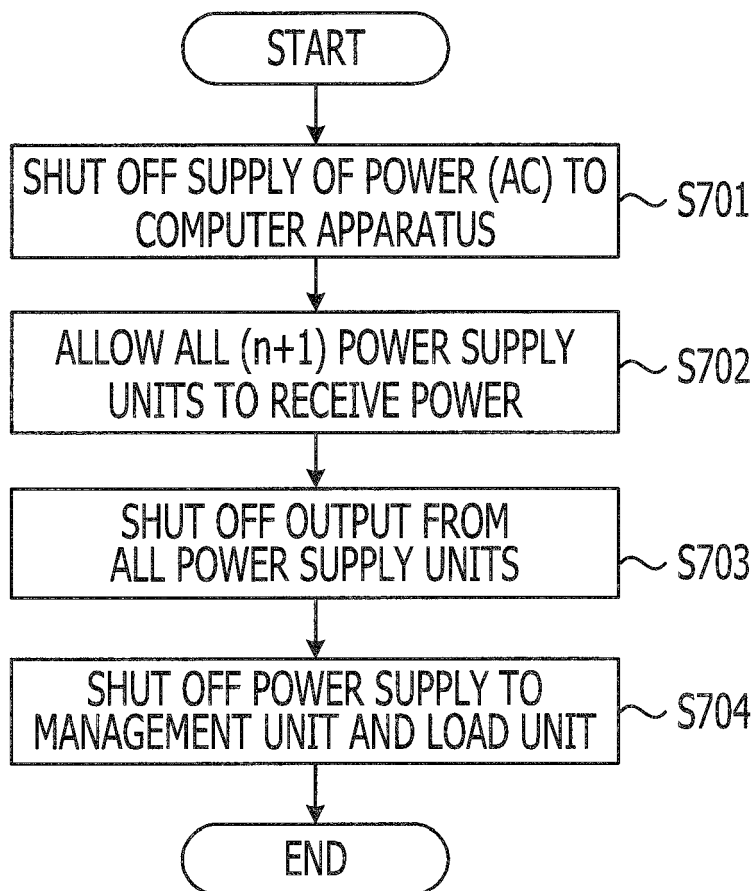 START
SHUT OFF SUPPLY OF POWER (AC) TO
COMPUTER APPARATUS
S701
ALLOW ALL (n+1) POWER SUPPLY
UNITS TO RECEIVE POWER
S702
SHUT OFF OUTPUT FROM
ALL POWER SUPPLY UNITS
S703
SHUT OFF POWER SUPPLY TO
MANAGEMENT UNIT AND LOAD UNIT
S704
END